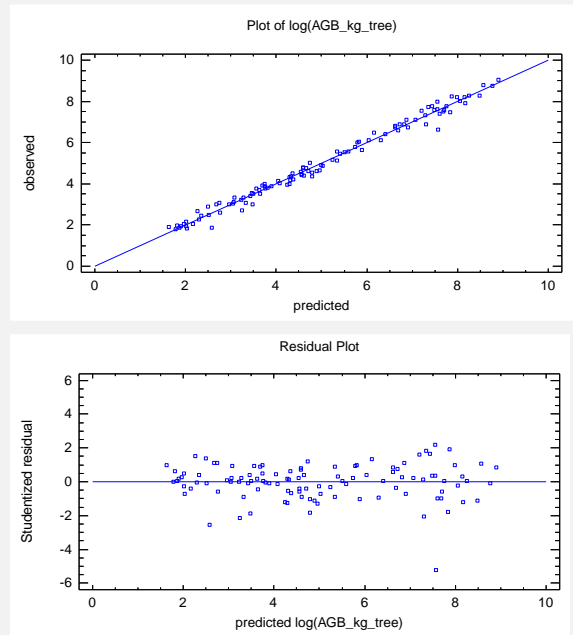 Plot of log(AGB_kg_tree)
10
8
6
4
2
0
observed
0 2 4 6 8 10
predicted
Residual Plot
6
4
2
0
-2
-4
-6
Studentized residual
0 2 4 6 8 10
predicted log(AGB_kg_tree)